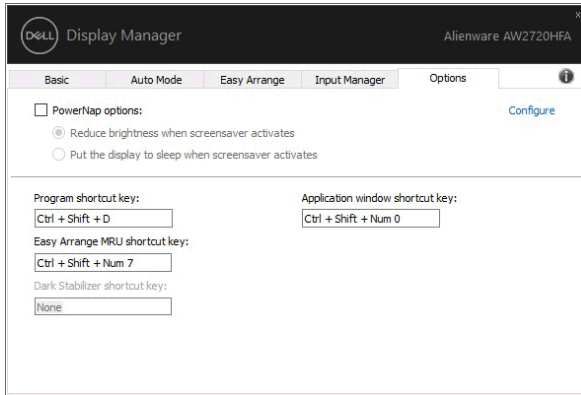 DELL Display Manager Alienware AW2720HFA
x
Basic Auto Mode Easy Arrange Input Manager Options i
PowerNap options: Configure
Reduce brightness when screensaver activates
Put the display to sleep when screensaver activates
Program shortcut key: Application window shortcut key:
Ctrl + Shift + D Ctrl + Shift + Num 0
Easy Arrange MRU shortcut key:
Ctrl + Shift + Num 7
Dark Stabilizer shortcut key:
None